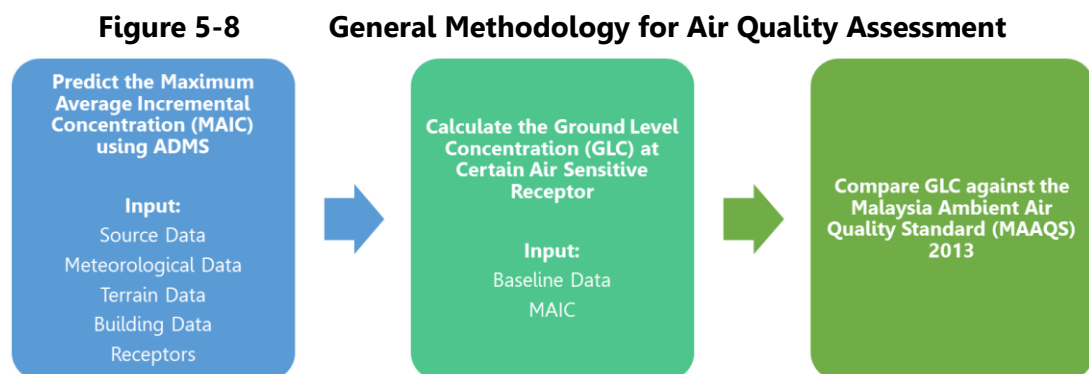 Figure 5-8 General Methodology for Air Quality Assessment
Predict the Maximum
Average Incremental
Concentration (MAIC)
using ADMS
Input:
Source Data
Meteorological Data
Terrain Data
Building Data
Receptors
Calculate the Ground Level
Concentration (GLC) at
Certain Air Sensitive
Receptor
Input:
Baseline Data
MAIC
Compare GLC against the
Malaysia Ambient Air
Quality Standard (MAAQS)
2013